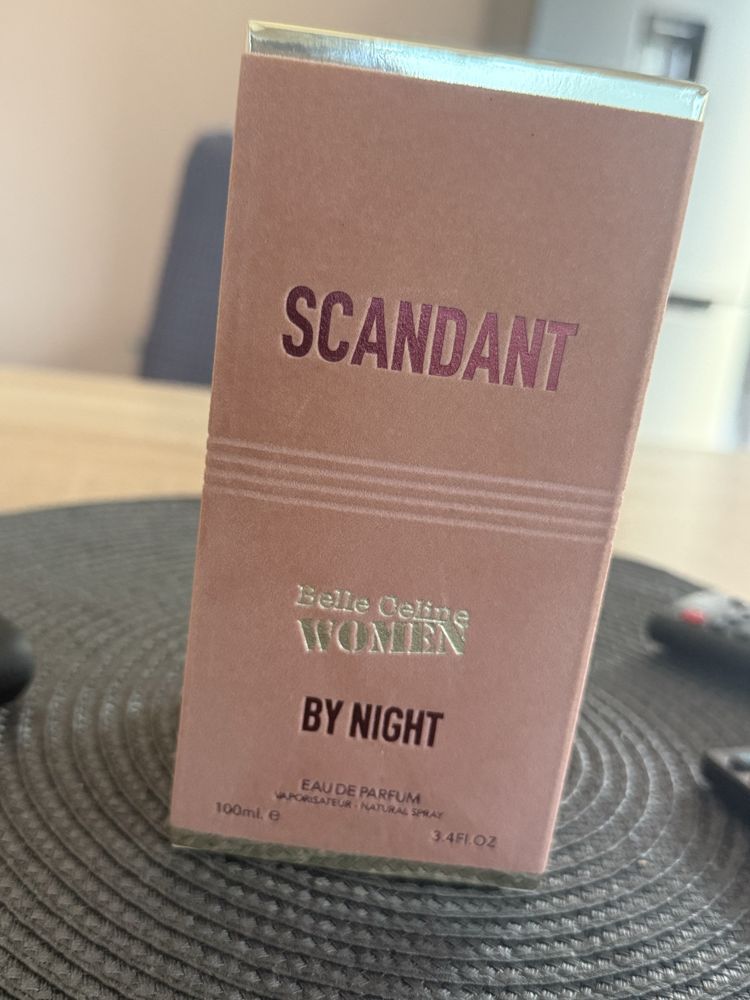 SCANDANT
Belle Celine
WOMEN
BY NIGHT
EAU DE PARFUM
VAPORISATEUR - NATURAL SPRAY
100ml. e
3.4Fl.OZ